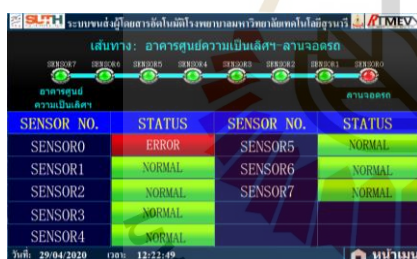 SUTH ระบบขนส่งผู้โดยสารอัตโนมัติโรงพยาบาลมหาวิทยาลัยเทคโนโลยีสุรนารี RTMEV
เส้นทาง: อาคารศูนย์ความเป็นเลิศฯ-ลานจอดรถ
SENSOR7 SENSOR6 SENSOR5 SENSOR4 SENSOR3 SENSOR2 SENSOR1 SENSOR0
อาคารศูนย์
ความเป็นเลิศฯ
ลานจอดรถ
SENSOR NO. STATUS SENSOR NO. STATUS
SENSOR0 ERROR SENSOR5 NORMAL
SENSOR1 NORMAL SENSOR6 NORMAL
SENSOR2 NORMAL SENSOR7 NORMAL
SENSOR3 NORMAL
SENSOR4 NORMAL
วันที่: 29/04/2020 เวลา: 12:22:49 หน้าเมนู